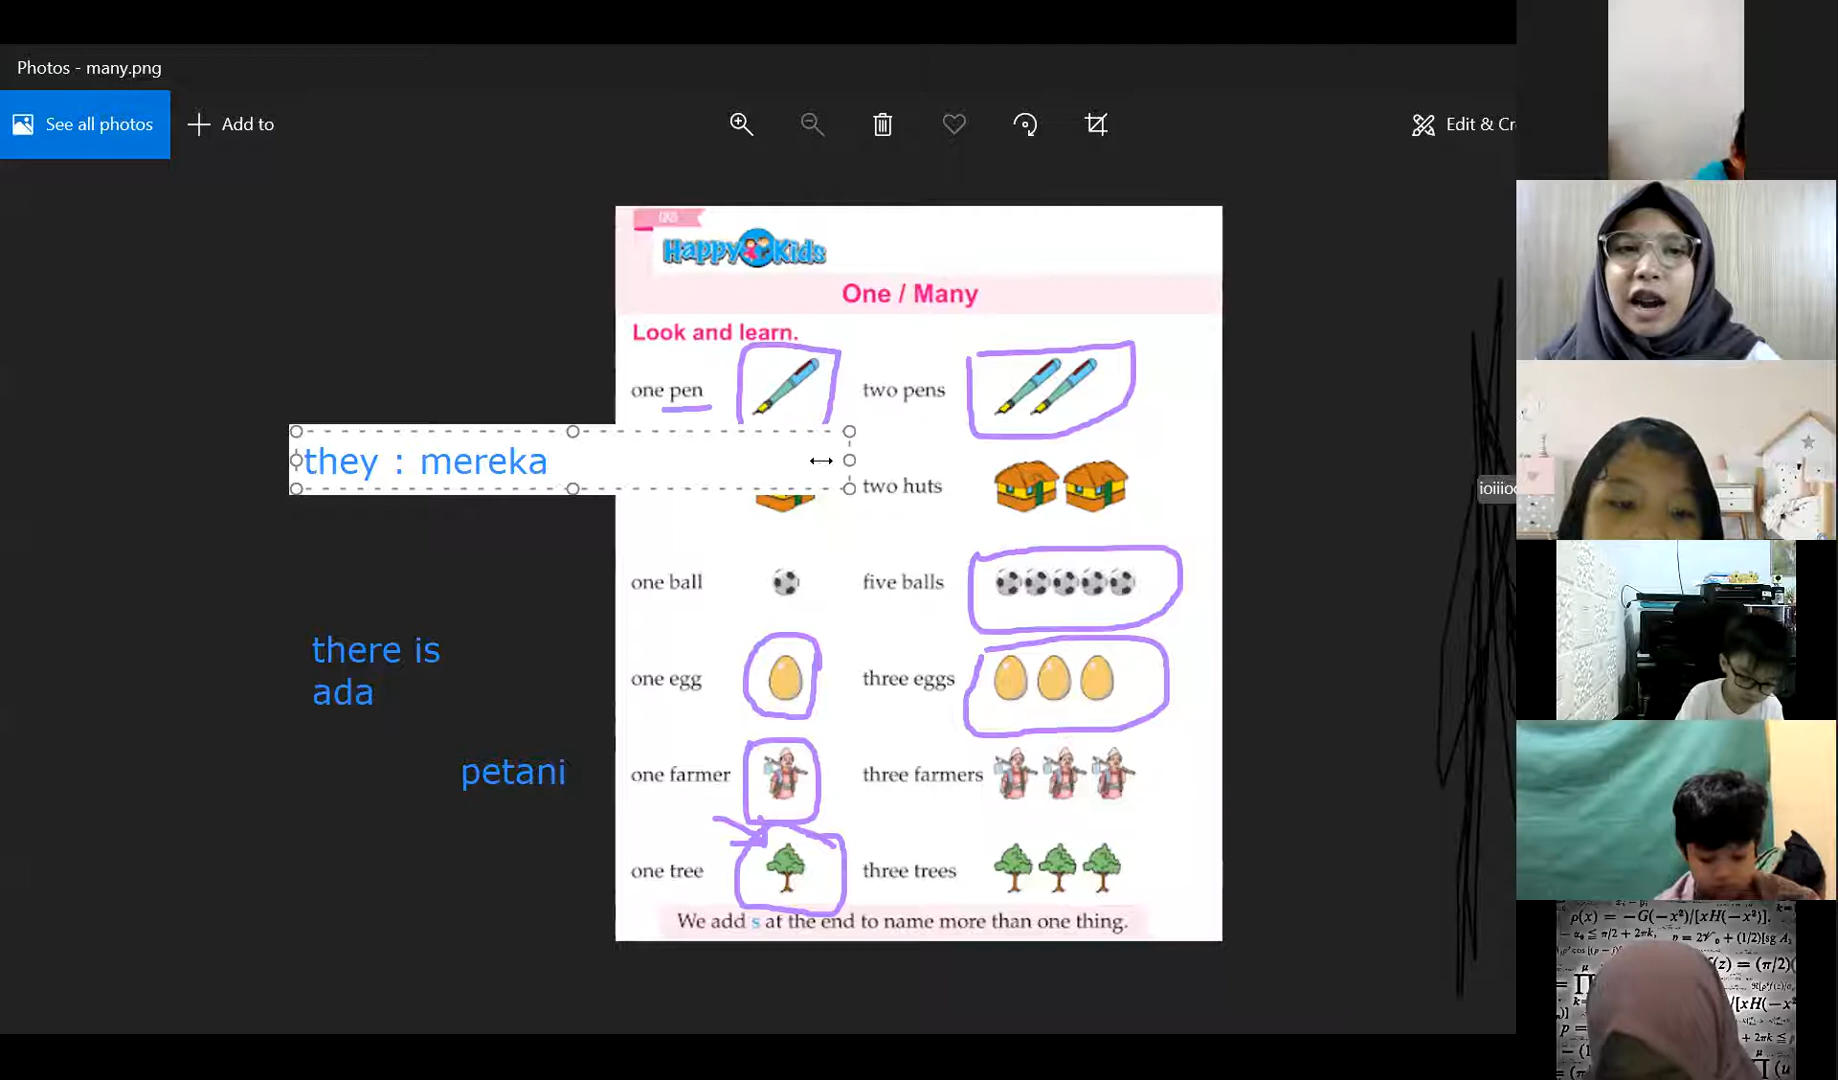 Photos - many.png
See all photos
Add to
Happy Kids
One / Many
Look and learn.
one pen
two pens
they : mereka
two huts
one ball
five balls
there is
ada
one egg
three eggs
petani
one farmer
three farmers
one tree
three trees
We add s at the end to name more than one thing.